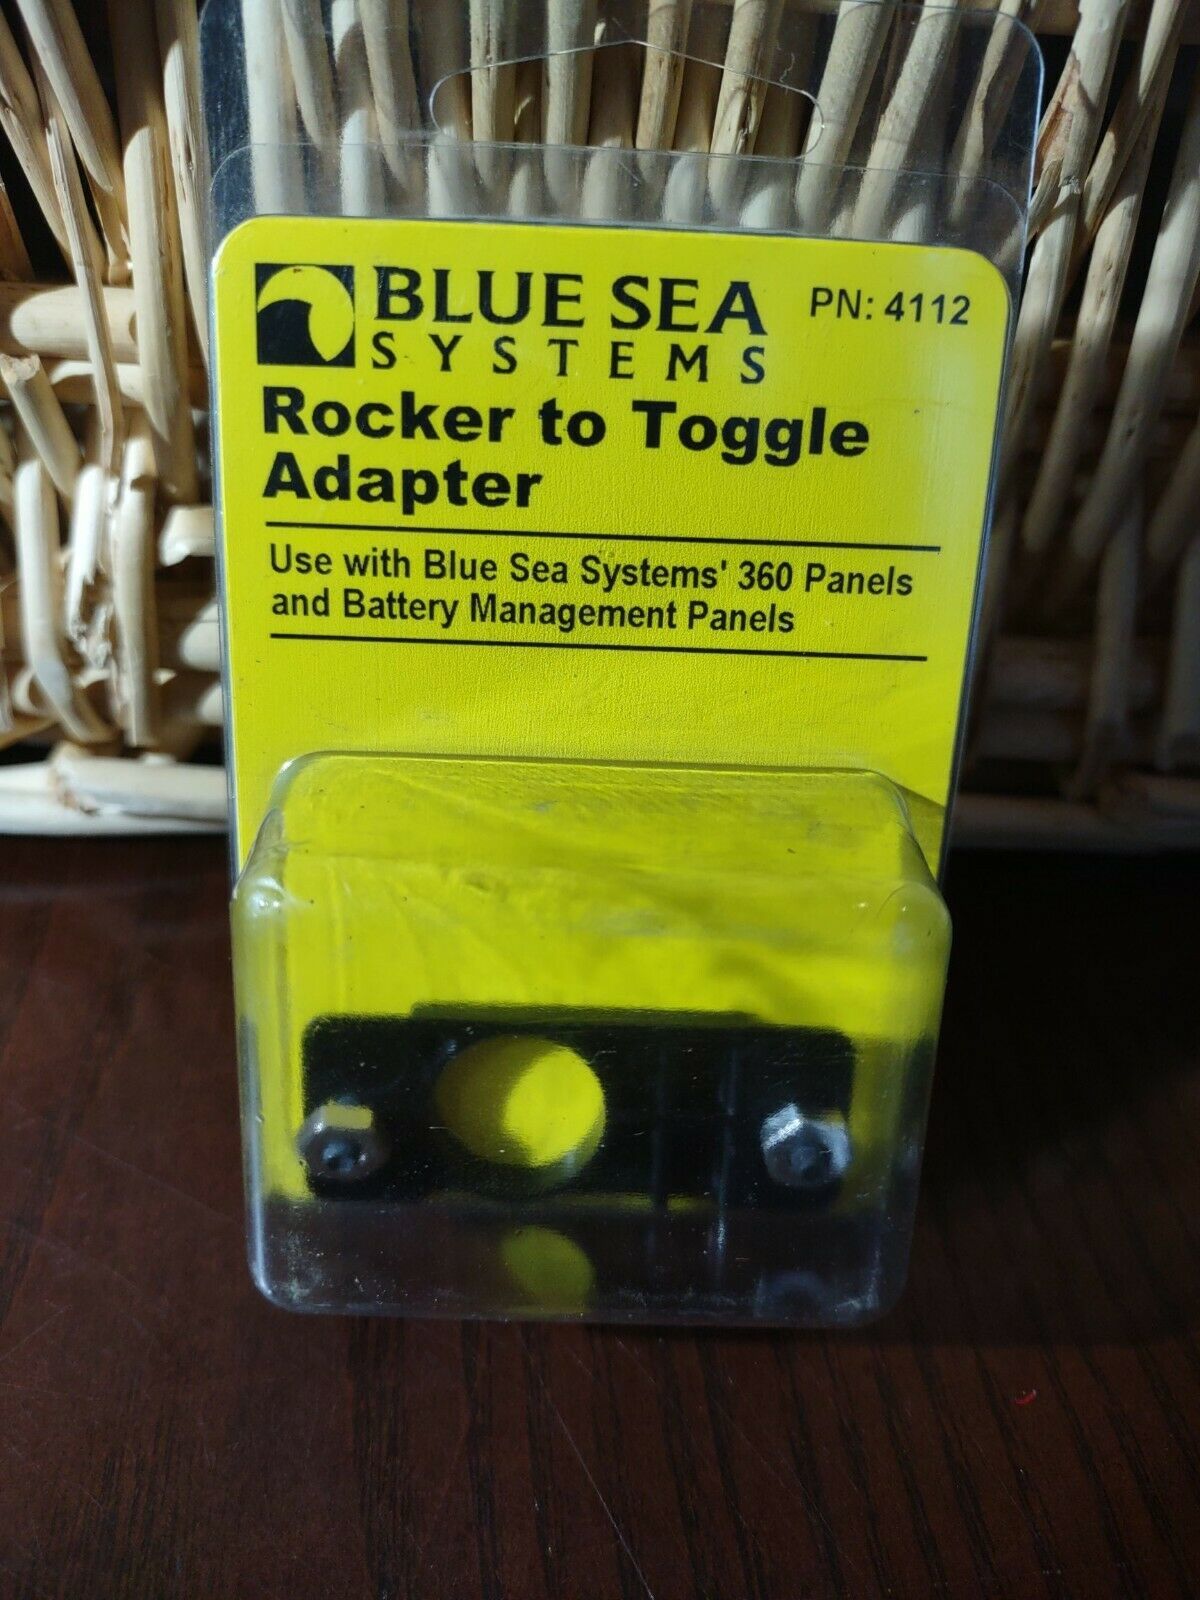 BLUE SEA
SYSTEMS
PN: 4112
Rocker to Toggle
Adapter
Use with Blue Sea Systems' 360 Panels
and Battery Management Panels